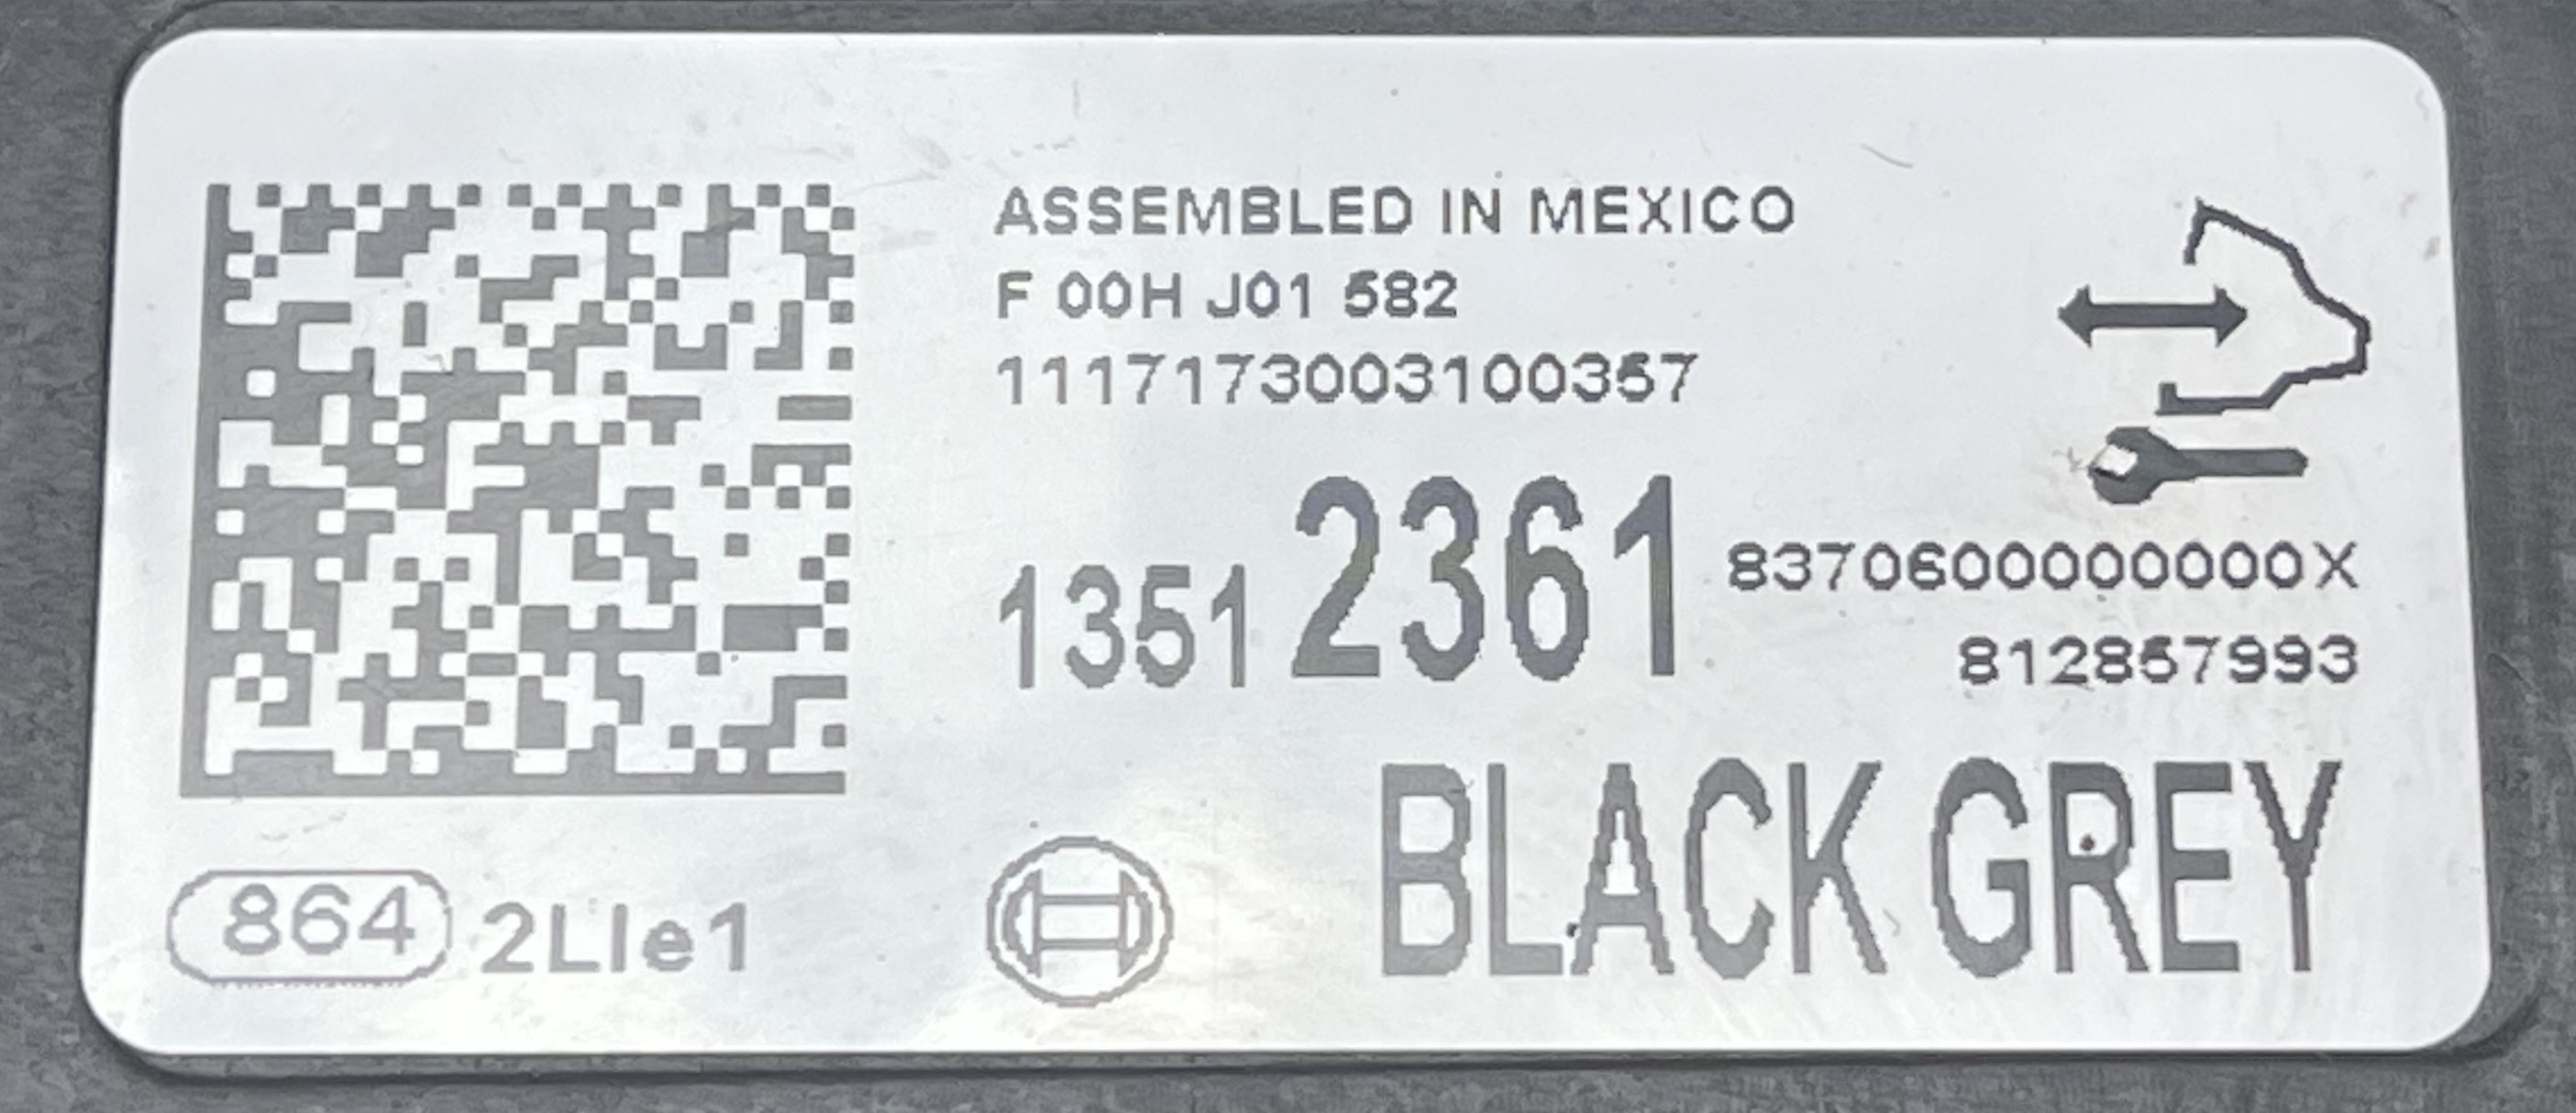 ASSEMBLED IN MEXICO
F 00H J01 582
1117173003100357
1351 2361
8370600000000X
812857993
BLACK GREY
864 2LIe1